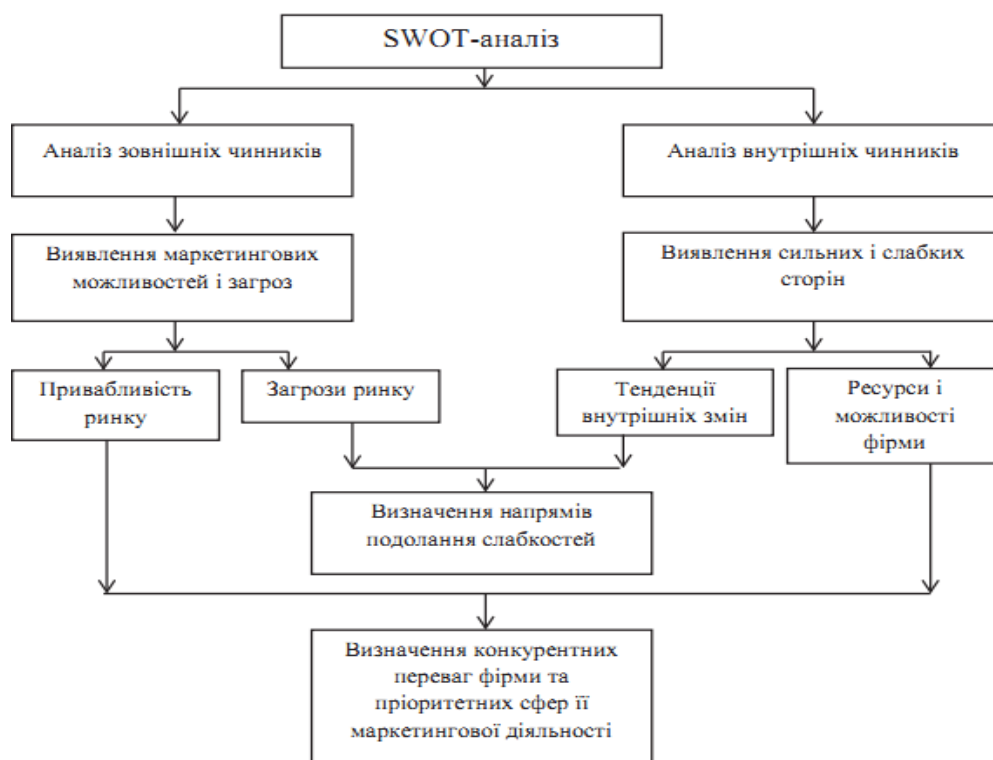 SWOT-аналіз
Аналіз зовнішніх чинників
Аналіз внутрішніх чинників
Виявлення маркетингових
можливостей і загроз
Виявлення сильних і слабких
сторін
Привабливість
ринку
Загрози ринку
Тенденції
внутрішніх змін
Ресурси і
можливості
фірми
Визначення напрямів
подолання слабкостей
Визначення конкурентних
переваг фірми та
пріоритетних сфер її
маркетингової діяльності